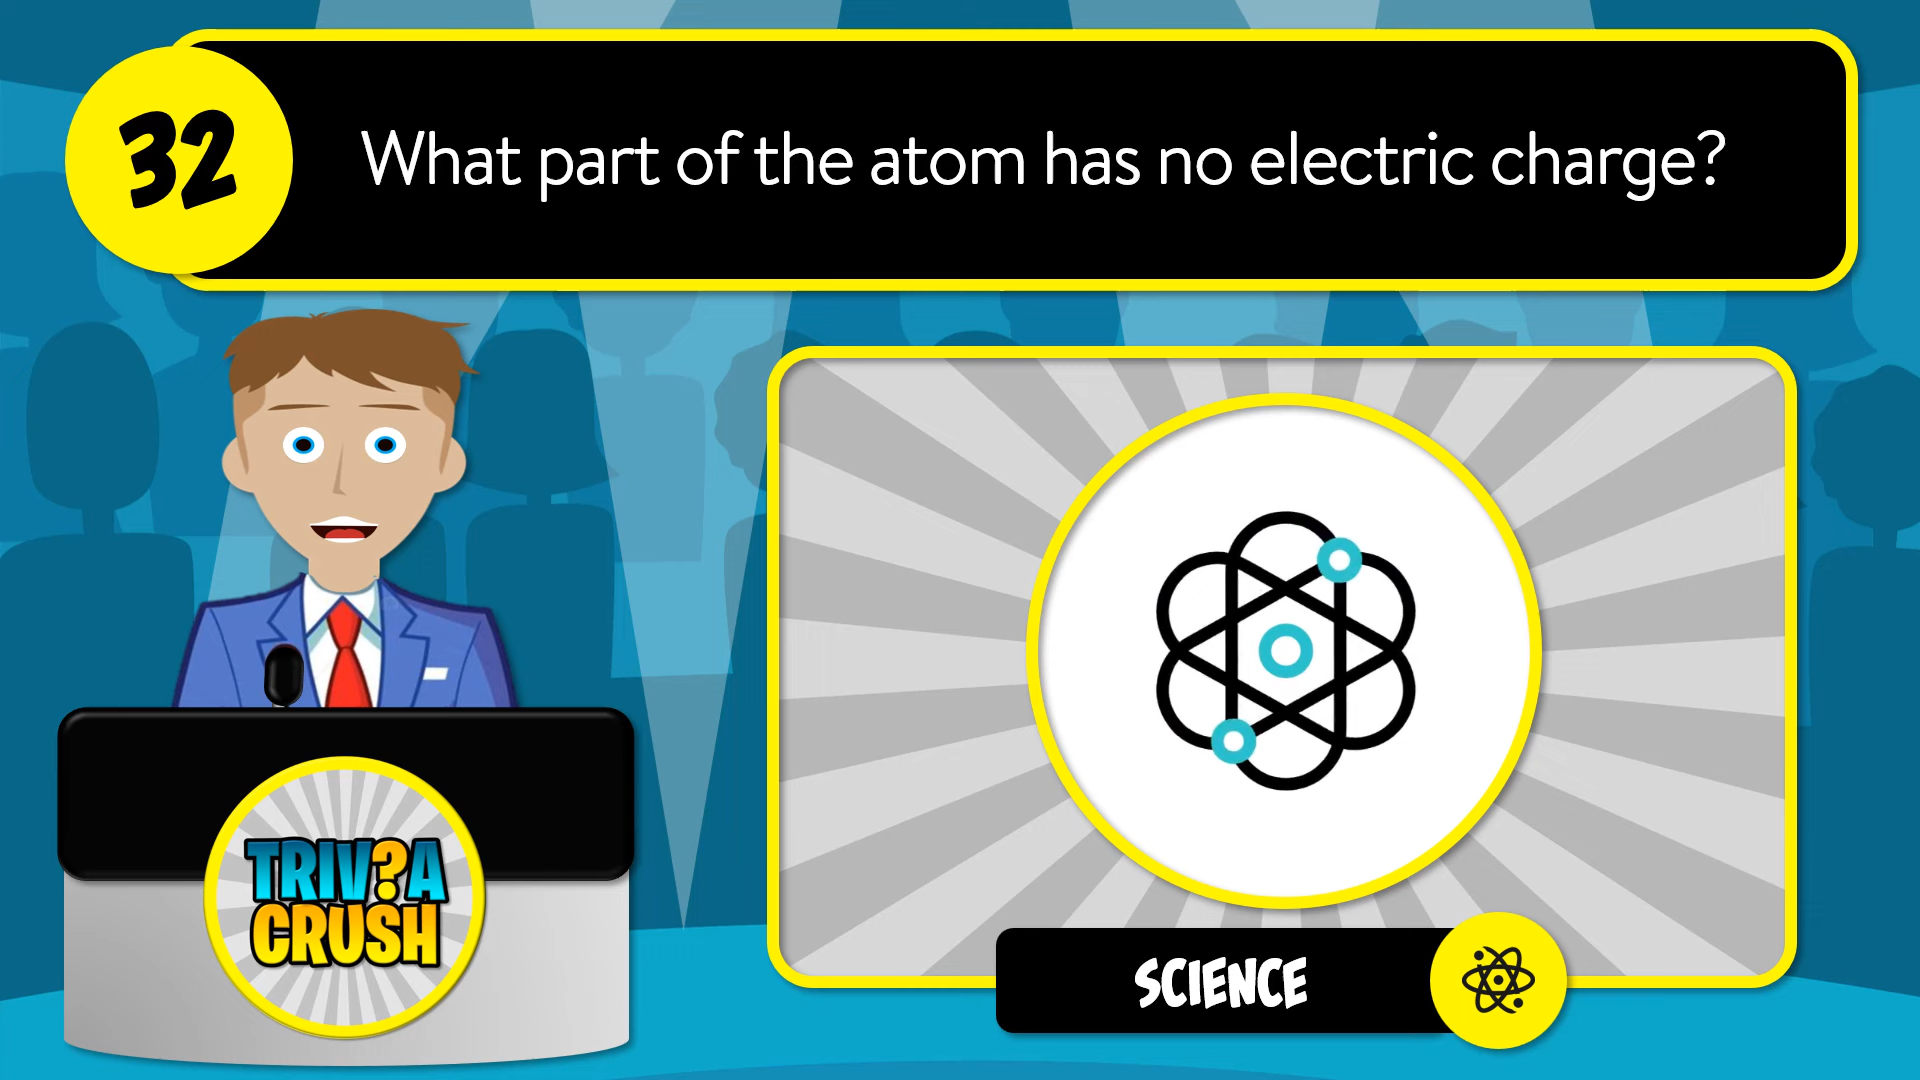 32
What part of the atom has no electric charge?
TRIV?A
CRUSH
SCIENCE